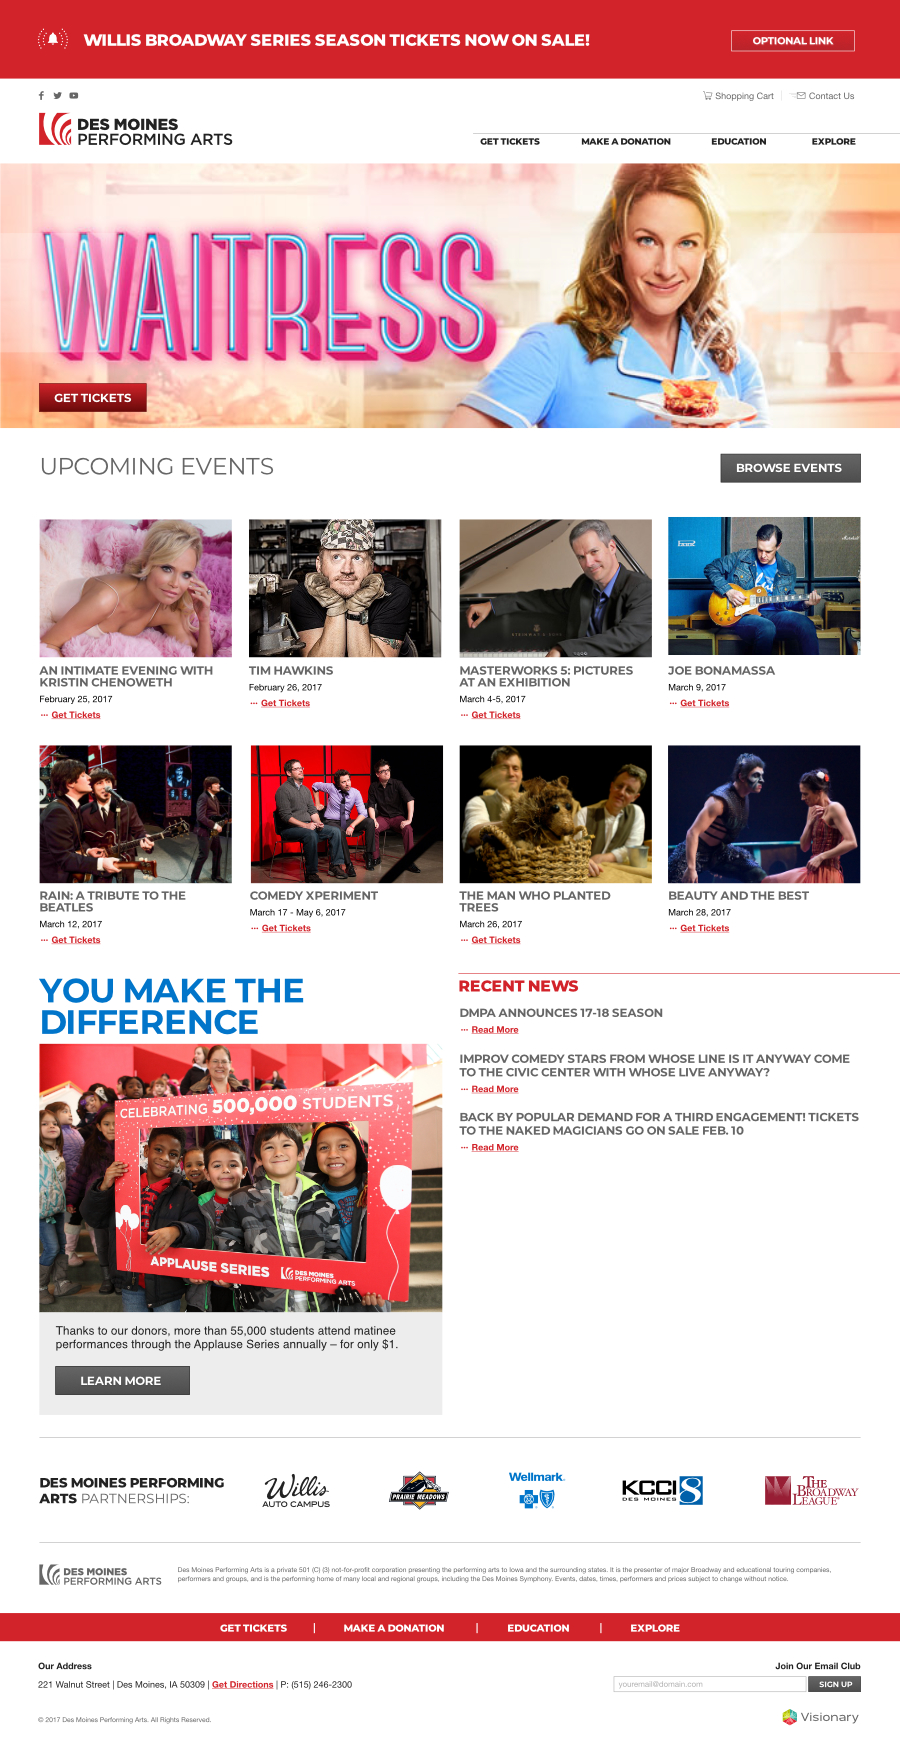 WILLIS BROADWAY SERIES SEASON TICKETS NOW ON SALE!
OPTIONAL LINK
Shopping Cart
Contact Us
DES MOINES
PERFORMING ARTS
GET TICKETS
MAKE A DONATION
EDUCATION
EXPLORE
WAITRESS
GET TICKETS
UPCOMING EVENTS
BROWSE EVENTS
AN INTIMATE EVENING WITH
KRISTIN CHENOWETH
February 25, 2017
Get Tickets
TIM HAWKINS
February 26, 2017
Get Tickets
MASTERWORKS 5: PICTURES
AT AN EXHIBITION
March 4-5, 2017
Get Tickets
JOE BONAMASSA
March 9, 2017
Get Tickets
RAIN: A TRIBUTE TO THE
BEATLES
March 12, 2017
Get Tickets
COMEDY XPERIMENT
March 17 - May 6, 2017
Get Tickets
THE MAN WHO PLANTED
TREES
March 26, 2017
Get Tickets
BEAUTY AND THE BEST
March 28, 2017
Get Tickets
YOU MAKE THE
DIFFERENCE
CELEBRATING 500,000 STUDENTS
APPLAUSE SERIES
DES MOINES
PERFORMING ARTS
Thanks to our donors, more than 55,000 students attend matinee
performances through the Applause Series annually – for only $1.
LEARN MORE
RECENT NEWS
DMPA ANNOUNCES 17-18 SEASON
Read More
IMPROV COMEDY STARS FROM WHOSE LINE IS IT ANYWAY COME
TO THE CIVIC CENTER WITH WHOSE LIVE ANYWAY?
Read More
BACK BY POPULAR DEMAND FOR A THIRD ENGAGEMENT! TICKETS
TO THE NAKED MAGICIANS GO ON SALE FEB. 10
Read More
DES MOINES PERFORMING
ARTS PARTNERSHIPS:
Willis
AUTO CAMPUS
PRAIRIE MEADOWS
Wellmark.
KCCI 8
DES MOINES
THE
BROADWAY
LEAGUE
DES MOINES
PERFORMING ARTS
Des Moines Performing Arts is a private 501 (C) (3) not-for-profit corporation presenting the performing arts to Iowa and the surrounding states. It is the presenter of major Broadway and educational touring companies,
performers and groups, and is the performing home of many local and regional groups, including the Des Moines Symphony. Events, dates, times, performers and prices subject to change without notice.
GET TICKETS | MAKE A DONATION | EDUCATION | EXPLORE
Our Address
221 Walnut Street | Des Moines, IA 50309 | Get Directions | P: (515) 246-2300
Join Our Email Club
youremail@domain.com
SIGN UP
© 2017 Des Moines Performing Arts. All Rights Reserved.
Visionary